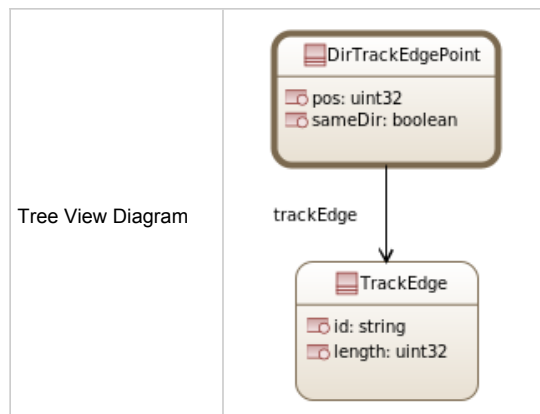 DirTrackEdgePoint
pos: uint32
sameDir: boolean
Tree View Diagram
trackEdge
TrackEdge
id: string
length: uint32